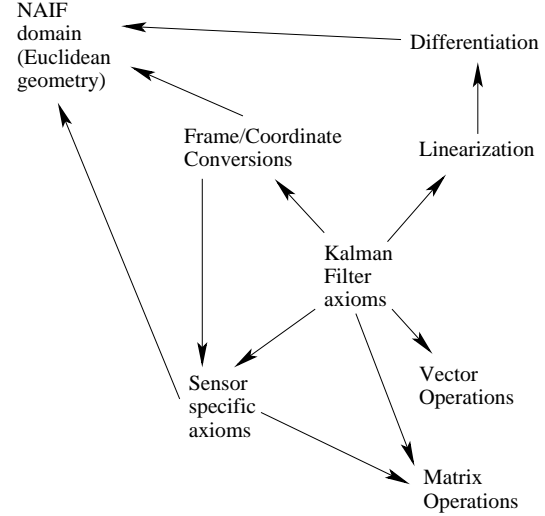 NAIF
domain
(Euclidean
geometry)
Differentiation
Frame/Coordinate
Conversions
Linearization
Kalman
Filter
axioms
Sensor
specific
axioms
Vector
Operations
Matrix
Operations